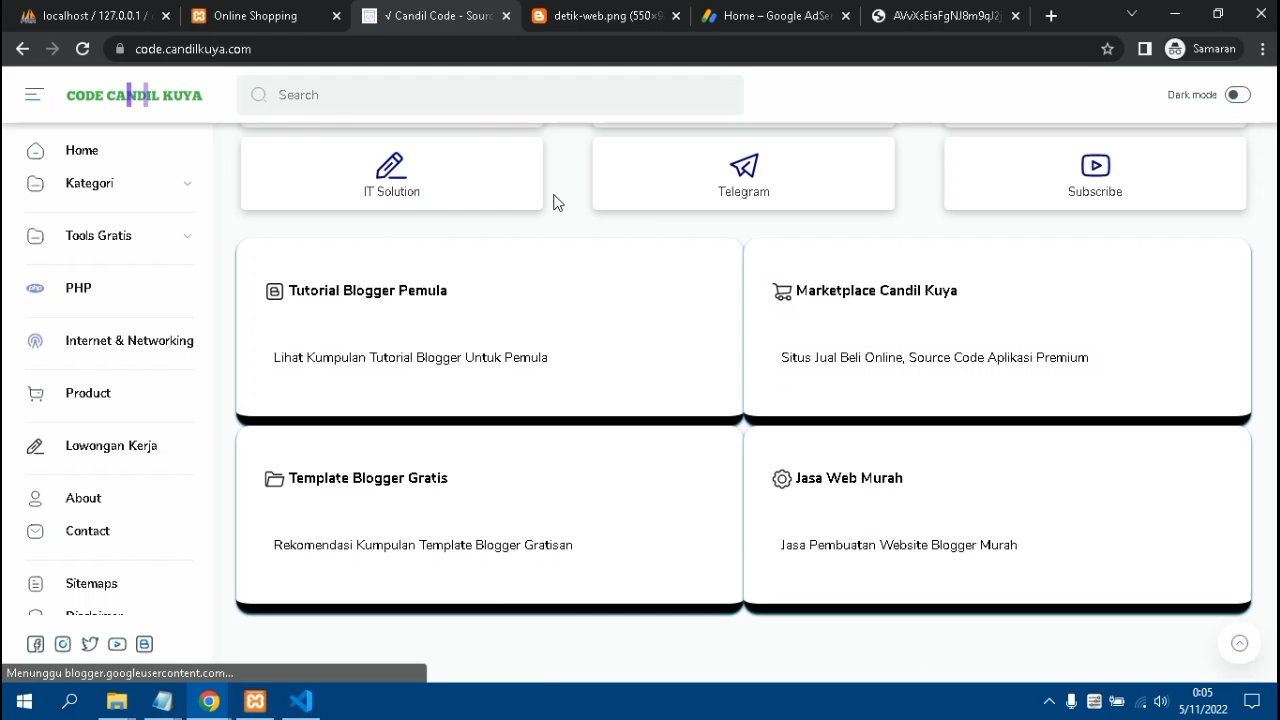 localhost / 127.0.0.1 /
Online Shopping
√ Candil Code - Sour
detik-web.png (550×9
Home – Google AdSe
code.candilkuya.com
Samaran
CODE CANDIL KUYA
Search
Dark mode
Home
Kategori
Tools Gratis
PHP
Internet & Networking
Product
Lowongan Kerja
About
Contact
Sitemaps
Disclaimer
IT Solution
Telegram
Subscribe
Tutorial Blogger Pemula
Lihat Kumpulan Tutorial Blogger Untuk Pemula
Marketplace Candil Kuya
Situs Jual Beli Online, Source Code Aplikasi Premium
Template Blogger Gratis
Rekomendasi Kumpulan Template Blogger Gratisan
Jasa Web Murah
Jasa Pembuatan Website Blogger Murah
Menunggu blogger.googleusercontent.com...
0:05
5/11/2022